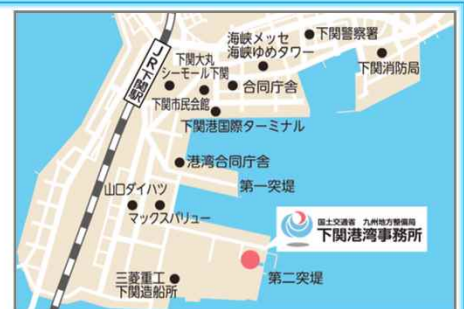 海峡メッセ
海峡ゆめタワー
下関警察署
下関消防局
JR下関駅
下関大丸
シーモール下関
合同庁舎
下関市民会館
下関港国際ターミナル
港湾合同庁舎
第一突堤
山口ダイハツ
マックスバリュー
国土交通省 九州地方整備局
下関港湾事務所
三菱重工
下関造船所
第二突堤